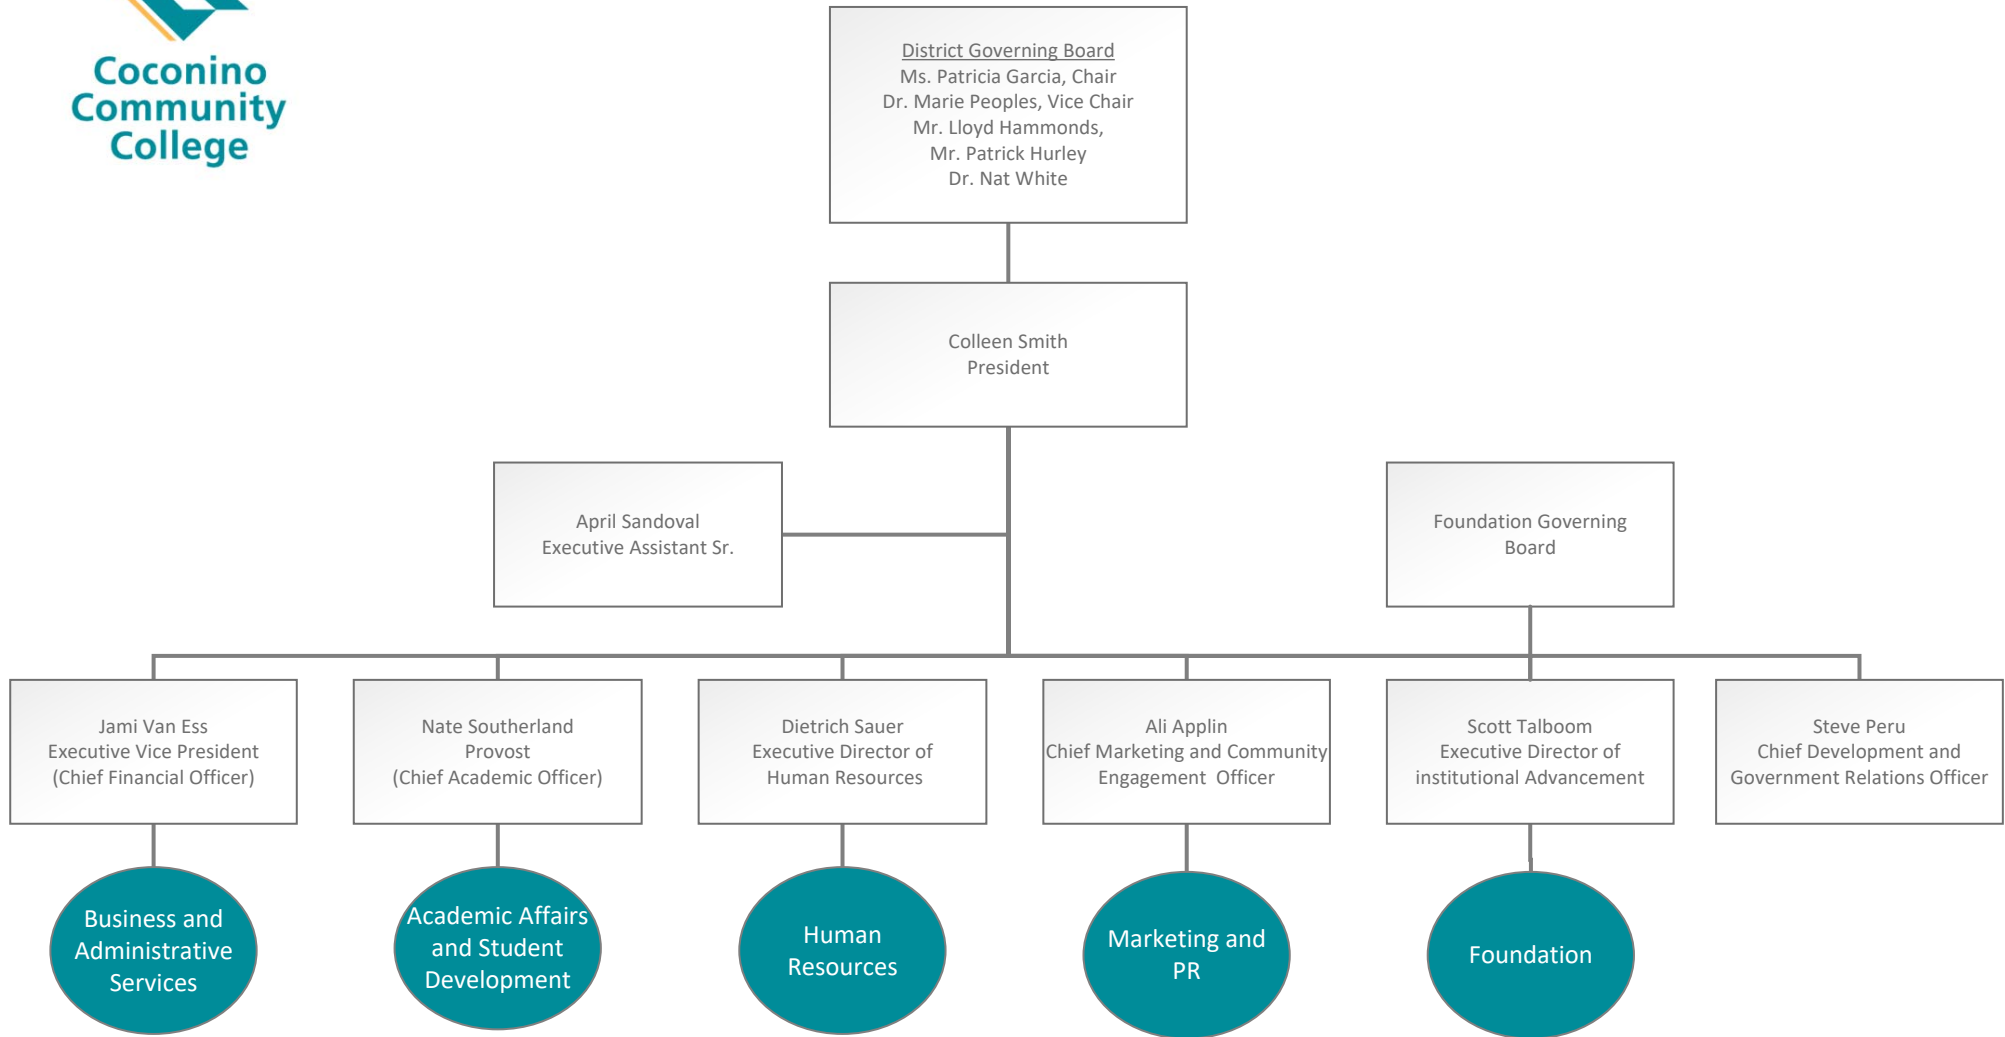 Coconino
Community
College
District Governing Board
Ms. Patricia Garcia, Chair
Dr. Marie Peoples, Vice Chair
Mr. Lloyd Hammonds,
Mr. Patrick Hurley
Dr. Nat White
Colleen Smith
President
April Sandoval
Executive Assistant Sr.
Foundation Governing
Board
Jami Van Ess
Executive Vice President
(Chief Financial Officer)
Nate Southerland
Provost
(Chief Academic Officer)
Dietrich Sauer
Executive Director of
Human Resources
Ali Applin
Chief Marketing and Community
Engagement  Officer
Scott Talboom
Executive Director of
institutional Advancement
Steve Peru
Chief Development and
Government Relations Officer
Business and
Administrative
Services
Academic Affairs
and Student
Development
Human
Resources
Marketing and
PR
Foundation